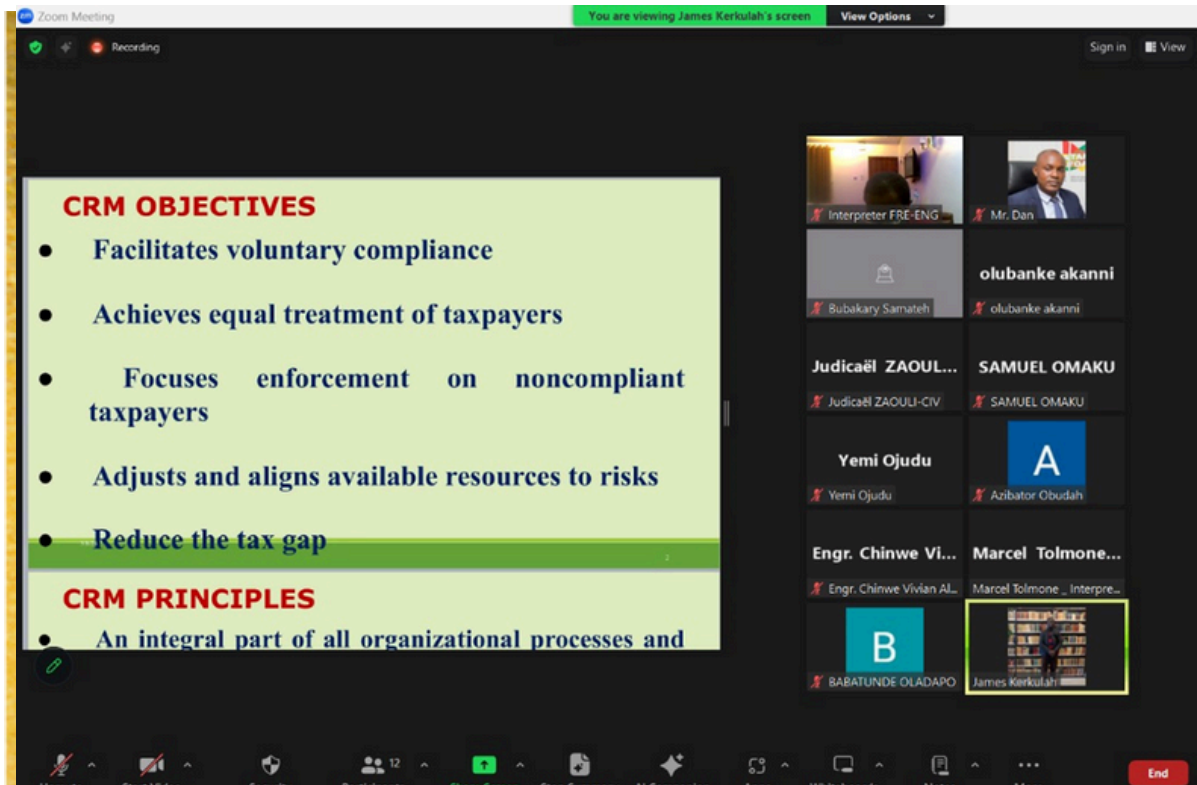 zm Zoom Meeting
You are viewing James Kerkulah's screen View Options
Recording
Sign in View
CRM OBJECTIVES
● Facilitates voluntary compliance
● Achieves equal treatment of taxpayers
● Focuses enforcement on noncompliant
taxpayers
● Adjusts and aligns available resources to risks
● Reduce the tax gap
2
CRM PRINCIPLES
● An integral part of all organizational processes and
Interpreter FRE-ENG
Mr. Dan
Bubakary Samateh
olubanke akanni
olubanke akanni
Judicaël ZAOUL...
Judicaël ZAOULI-CIV
SAMUEL OMAKU
SAMUEL OMAKU
Yemi Ojudu
Yemi Ojudu
A
Azibator Obudah
Engr. Chinwe Vi...
Engr. Chinwe Vivian Al...
Marcel Tolmone...
Marcel Tolmone _ Interpre...
B
BABATUNDE OLADAPO
James Kerkulah
12
End